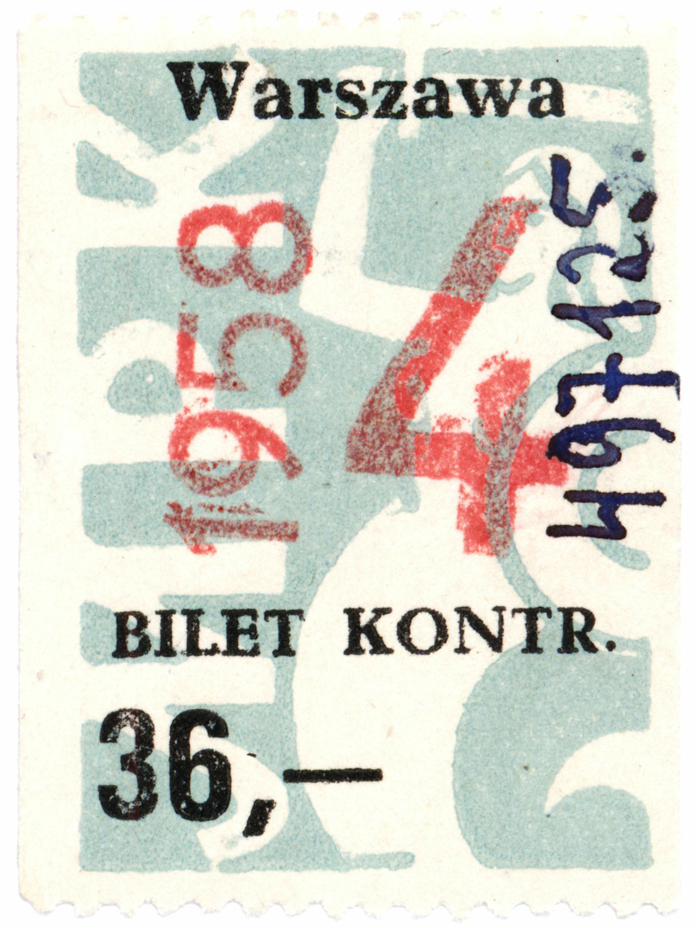 Warszawa
1958
4
497125.
BILET KONTR.
36,—